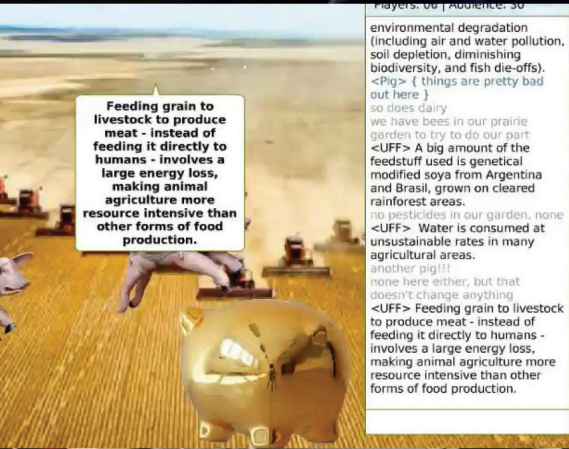 Feeding grain to
livestock to produce
meat - instead of
feeding it directly to
humans - involves a
large energy loss,
making animal
agriculture more
resource intensive than
other forms of food
production.
Players: 06 | Audience: 30
environmental degradation
(including air and water pollution,
soil depletion, diminishing
biodiversity, and fish die-offs).
<Pig> { things are pretty bad
out here }
so does dairy
we have bees in our prairie
garden to try to do our part
<UFF> A big amount of the
feedstuff used is genetical
modified soya from Argentina
and Brasil, grown on cleared
rainforest areas.
no pesticides in our garden, none
<UFF> Water is consumed at
unsustainable rates in many
agricultural areas.
another pig!!!
none here either, but that
doesn't change anything
<UFF> Feeding grain to livestock
to produce meat - instead of
feeding it directly to humans -
involves a large energy loss,
making animal agriculture more
resource intensive than other
forms of food production.